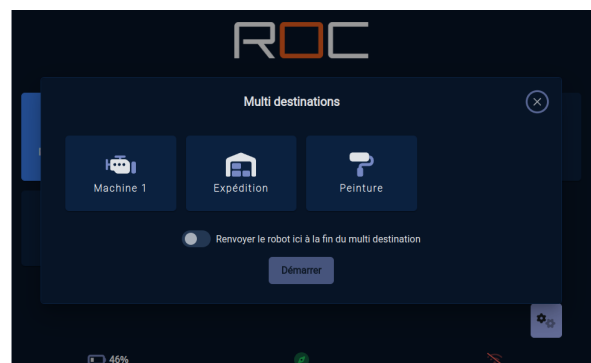 ROC
Multi destinations
Machine 1
Expédition
Peinture
Renvoyer le robot ici à la fin du multi destination
Démarrer
46%